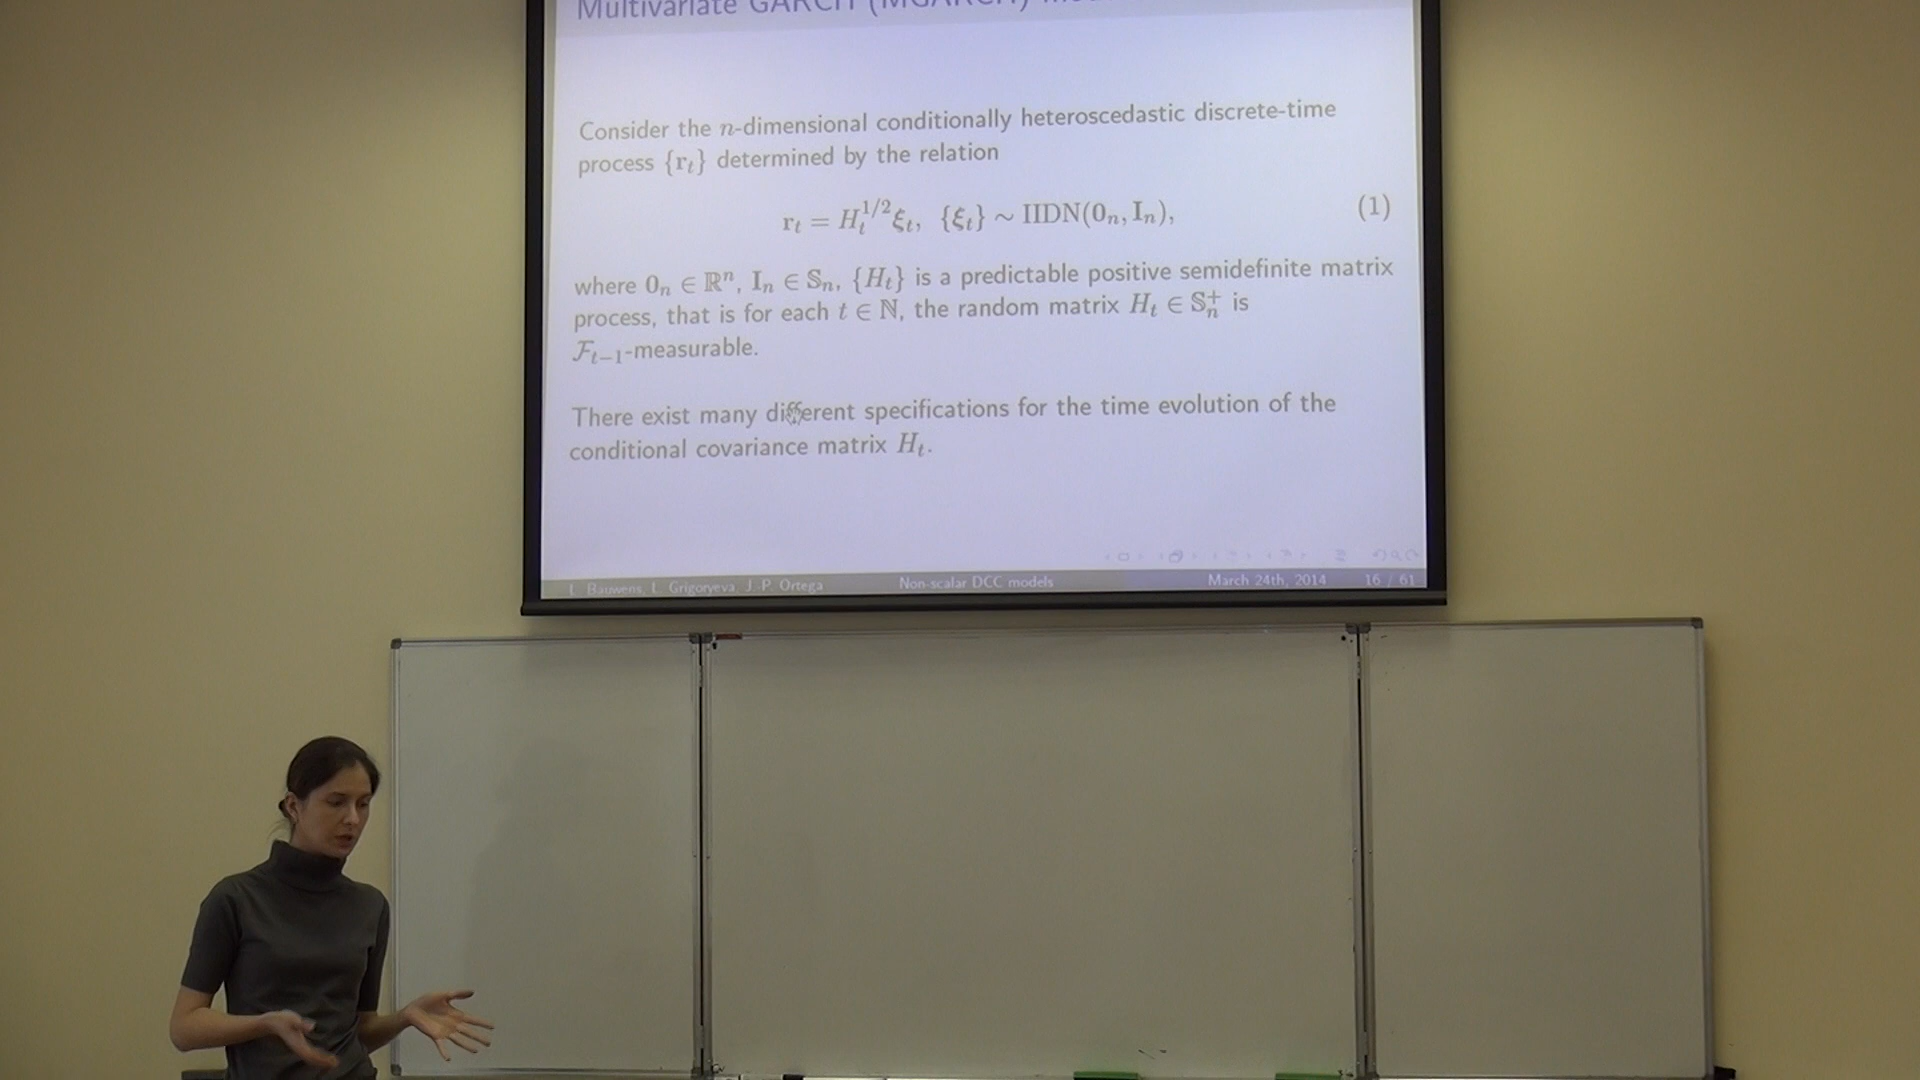 Multivariate GARCH (MGARCH)
Consider the n-dimensional conditionally heteroscedastic discrete-time
process {r_t} determined by the relation
r_t = H_t^{1/2} ξ_t, {ξ_t} ∼ IIDN(0_n, I_n), (1)
where 0_n ∈ ℝ^n, I_n ∈ 𝕊_n, {H_t} is a predictable positive semidefinite matrix
process, that is for each t ∈ ℕ, the random matrix H_t ∈ 𝕊_n^+ is
ℱ_{t−1}-measurable.
There exist many different specifications for the time evolution of the
conditional covariance matrix H_t.
L. Bauwens, L. Grigoryeva, J.-P. Ortega Non-scalar DCC models March 24th, 2014 16 / 61